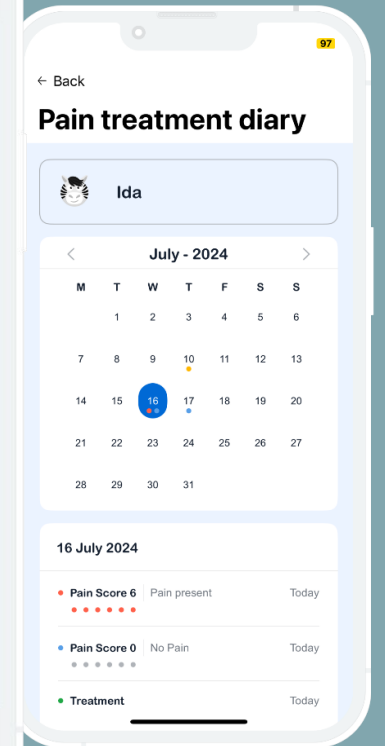 97
← Back
Pain treatment diary
Ida
July - 2024
M T W T F S S
1 2 3 4 5 6
7 8 9 10 11 12 13
14 15 16 17 18 19 20
21 22 23 24 25 26 27
28 29 30 31
16 July 2024
Pain Score 6 Pain present Today
Pain Score 0 No Pain Today
Treatment Today